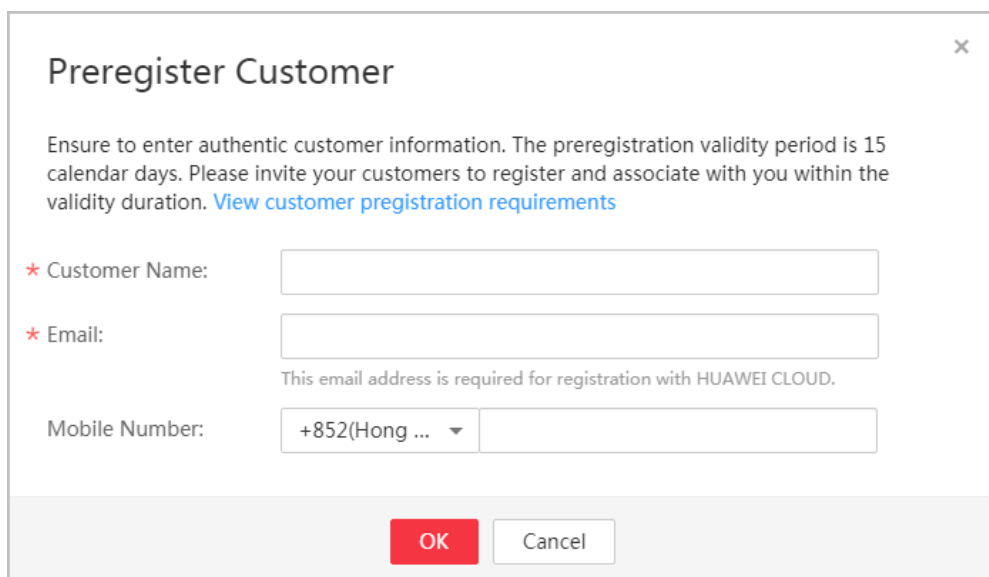 ×
Preregister Customer
Ensure to enter authentic customer information. The preregistration validity period is 15
calendar days. Please invite your customers to register and associate with you within the
validity duration. View customer pregistration requirements
* Customer Name:
* Email:
This email address is required for registration with HUAWEI CLOUD.
Mobile Number: +852(Hong ...
OK Cancel